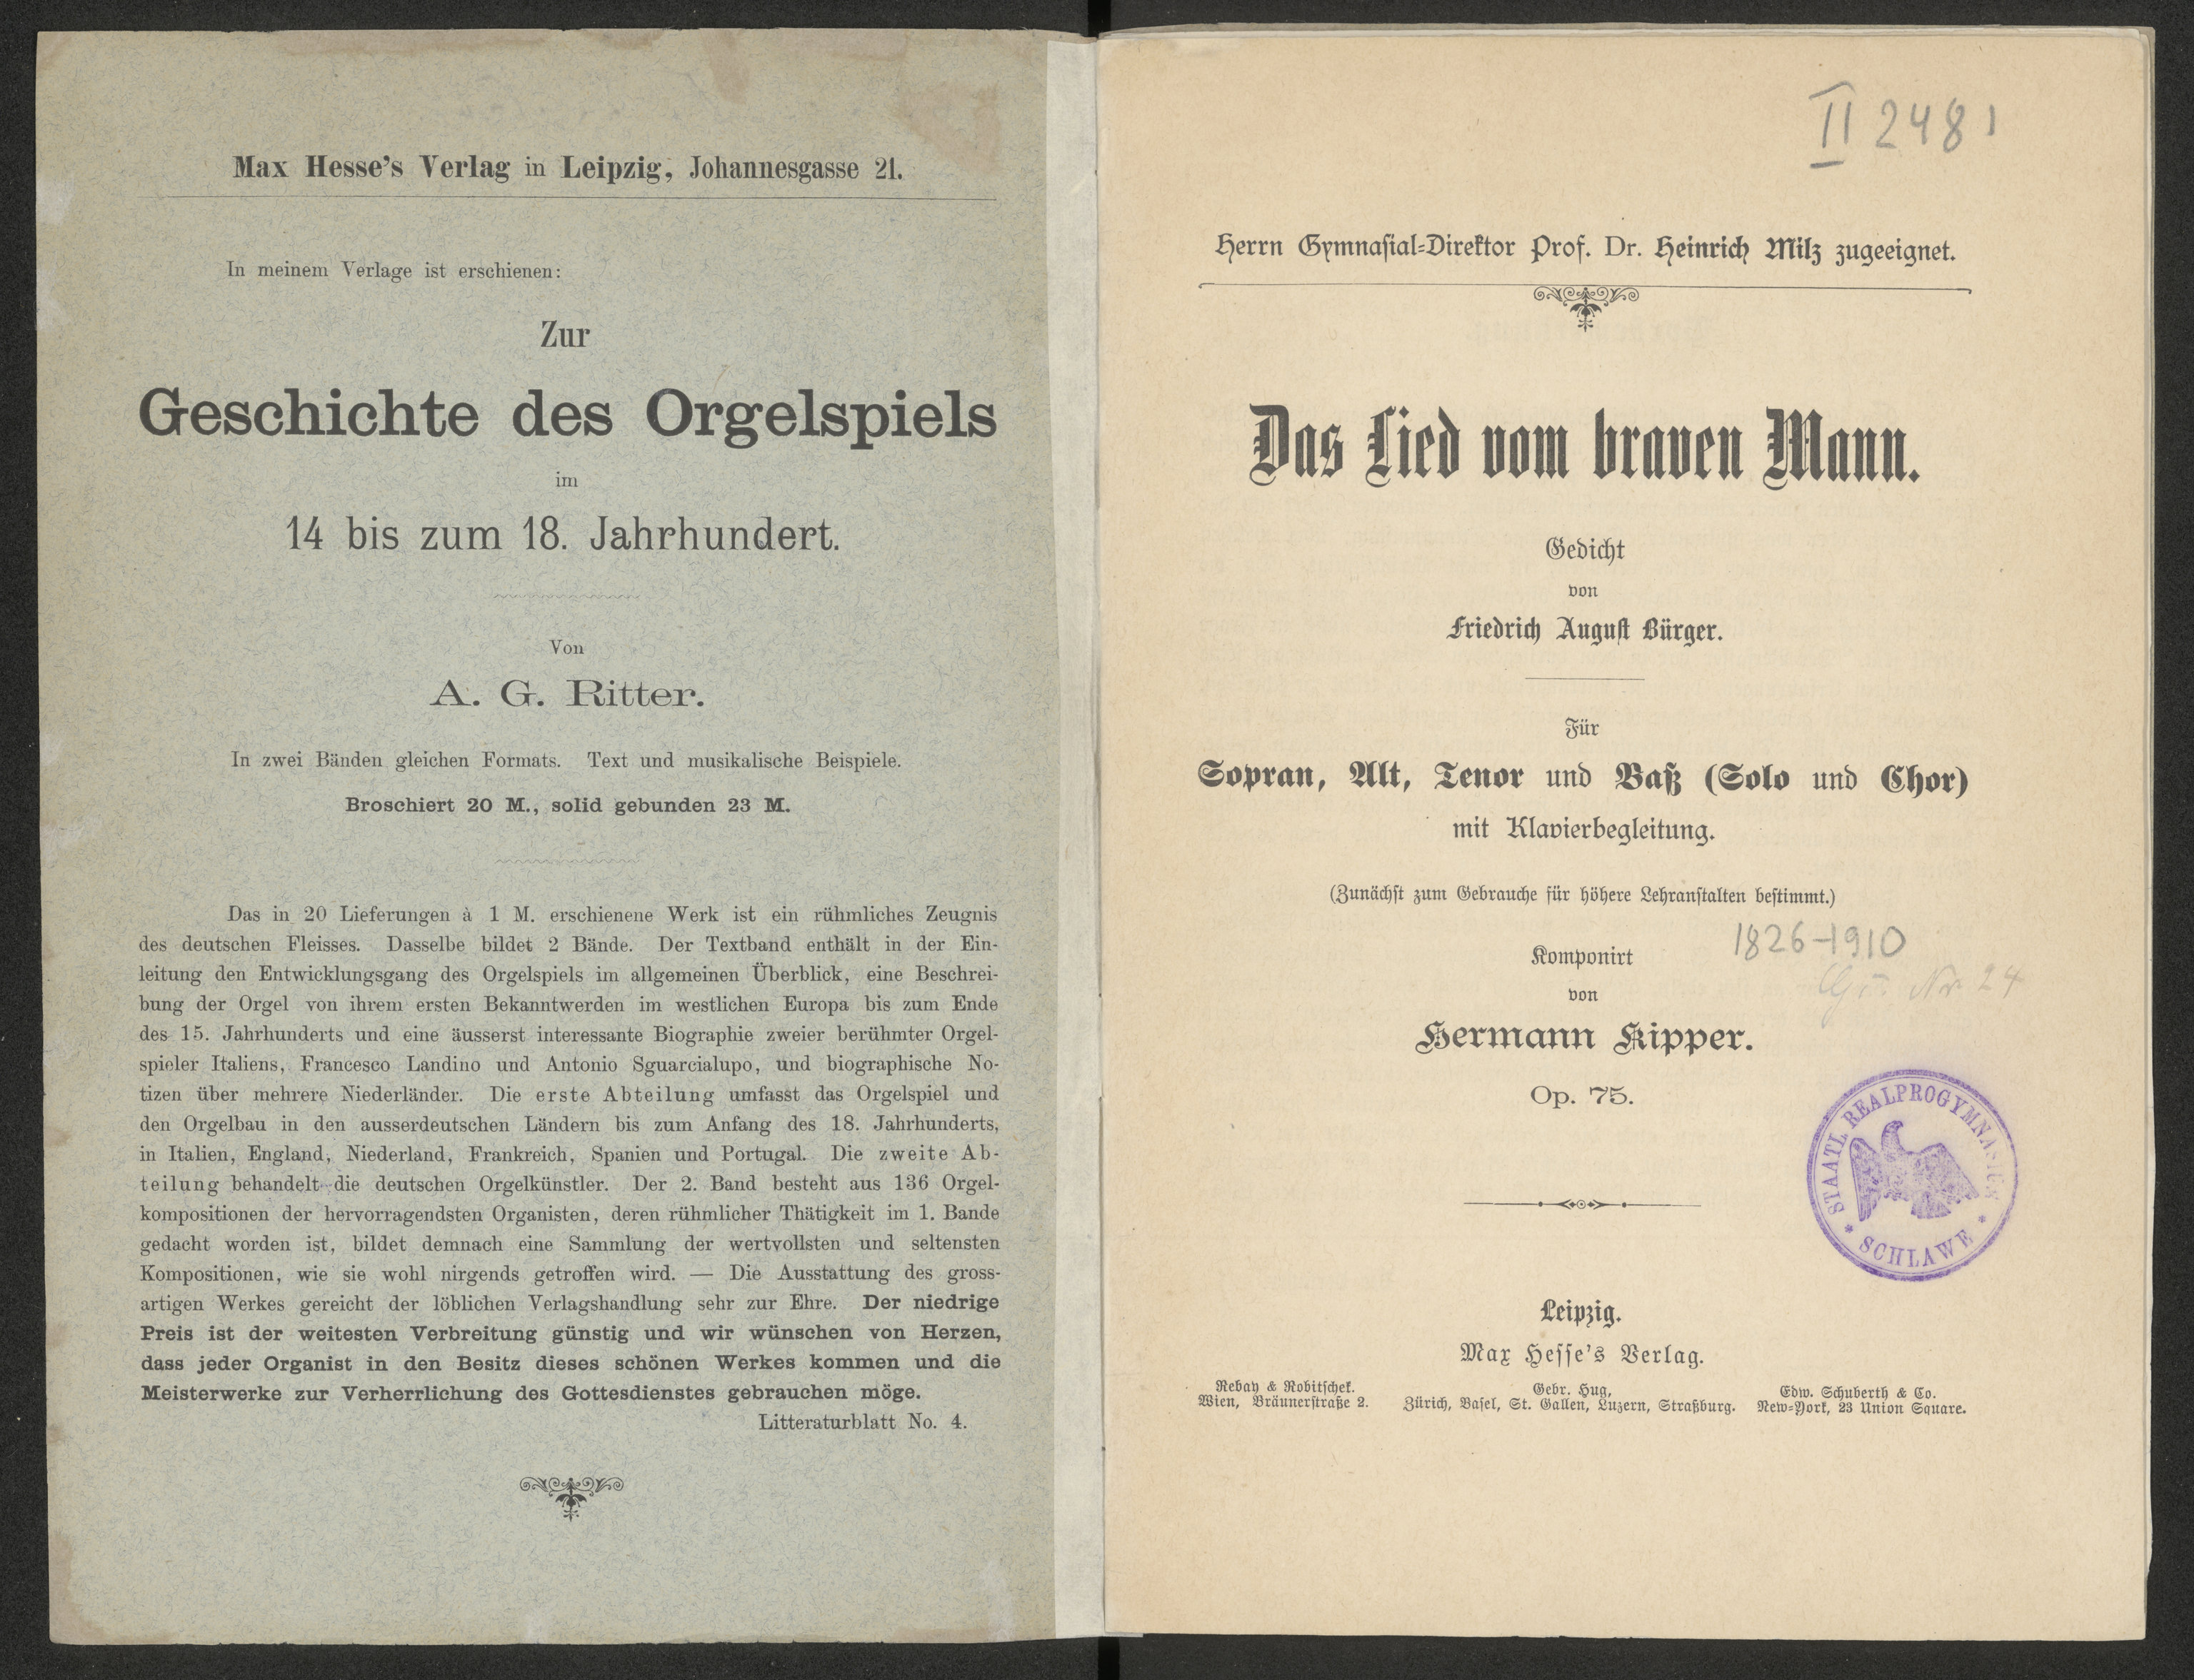 Max Hesse's Verlag in Leipzig, Johannesgasse 21.
In meinem Verlage ist erschienen:
Zur
Geschichte des Orgelspiels
im
14 bis zum 18. Jahrhundert.
Von
A. G. Ritter.
In zwei Bänden gleichen Formats. Text und musikalische Beispiele.
Broschiert 20 M., solid gebunden 23 M.
Das in 20 Lieferungen à 1 M. erschienene Werk ist ein rühmliches Zeugnis
des deutschen Fleisses. Dasselbe bildet 2 Bände. Der Textband enthält in der Ein-
leitung den Entwicklungsgang des Orgelspiels im allgemeinen Überblick, eine Beschrei-
bung der Orgel von ihrem ersten Bekanntwerden im westlichen Europa bis zum Ende
des 15. Jahrhunderts und eine äusserst interessante Biographie zweier berühmter Orgel-
spieler Italiens, Francesco Landino und Antonio Sguarcialupo, und biographische No-
tizen über mehrere Niederländer. Die erste Abteilung umfasst das Orgelspiel und
den Orgelbau in den ausserdeutschen Ländern bis zum Anfang des 18. Jahrhunderts,
in Italien, England, Niederland, Frankreich, Spanien und Portugal. Die zweite Ab-
teilung behandelt die deutschen Orgelkünstler. Der 2. Band besteht aus 136 Orgel-
kompositionen der hervorragendsten Organisten, deren rühmlicher Thätigkeit im 1. Bande
gedacht worden ist, bildet demnach eine Sammlung der wertvollsten und seltensten
Kompositionen, wie sie wohl nirgends getroffen wird. — Die Ausstattung des gross-
artigen Werkes gereicht der löblichen Verlagshandlung sehr zur Ehre. Der niedrige
Preis ist der weitesten Verbreitung günstig und wir wünschen von Herzen,
dass jeder Organist in den Besitz dieses schönen Werkes kommen und die
Meisterwerke zur Verherrlichung des Gottesdienstes gebrauchen möge.
Litteraturblatt No. 4.
II 2481
Herrn Gymnasial-Direktor Prof. Dr. Heinrich Milz zugeeignet.
Das Lied vom braven Mann.
Gedicht
von
Friedrich August Bürger.
Für
Sopran, Alt, Tenor und Baß (Solo und Chor)
mit Klavierbegleitung.
(Zunächst zum Gebrauche für höhere Lehranstalten bestimmt.)
1826-1910
Komponirt
Nr 24
von
Hermann Kipper.
Op. 75.
STAATL. REALPROGYMNASIUM
* SCHLAWE *
Leipzig.
Max Hesse's Verlag.
Rebay & Robitschek.
Wien, Bräunerstraße 2.
Gebr. Hug,
Zürich, Basel, St. Gallen, Luzern, Straßburg.
Edw. Schuberth & Co.
New-York, 23 Union Square.